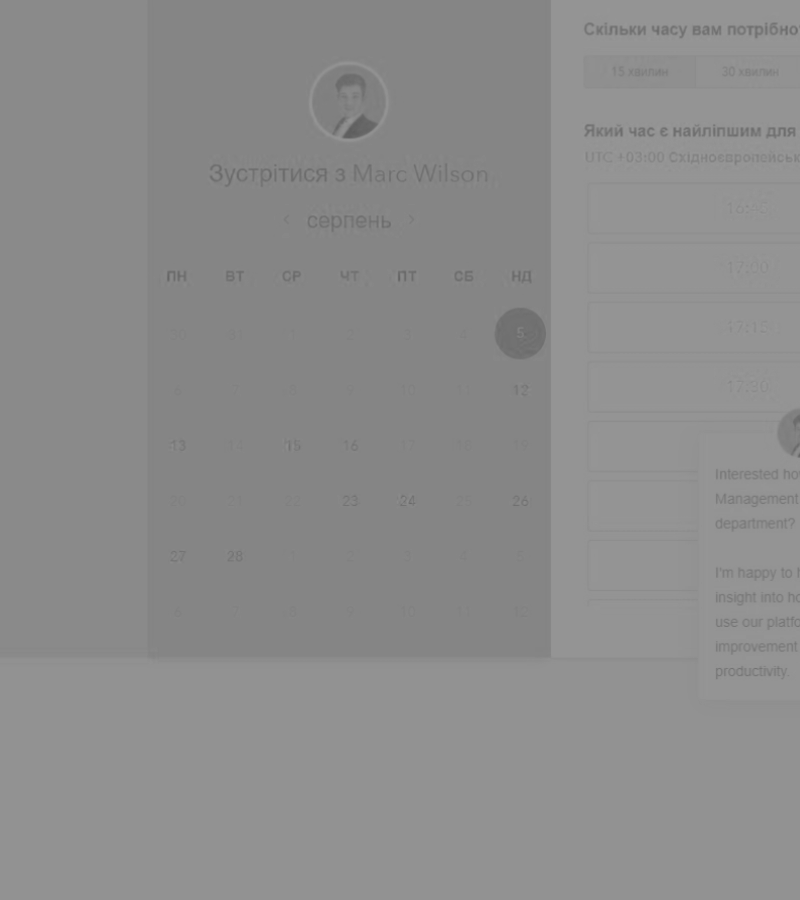 Зустрітися з Marc Wilson
‹ серпень ›
ПН ВТ СР ЧТ ПТ СБ НД
30 31 1 2 3 4 5
6 7 8 9 10 11 12
13 14 15 16 17 18 19
20 21 22 23 24 25 26
27 28 1 2 3 4 5
6 7 8 9 10 11 12
Скільки часу вам потрібно
15 хвилин 30 хвилин
Який час є найліпшим для
UTC +03:00 Східноєвропейськ
16:45
17:00
17:15
17:30
Interested ho
Management
department?
I'm happy to
insight into ho
use our platfo
improvement
productivity.